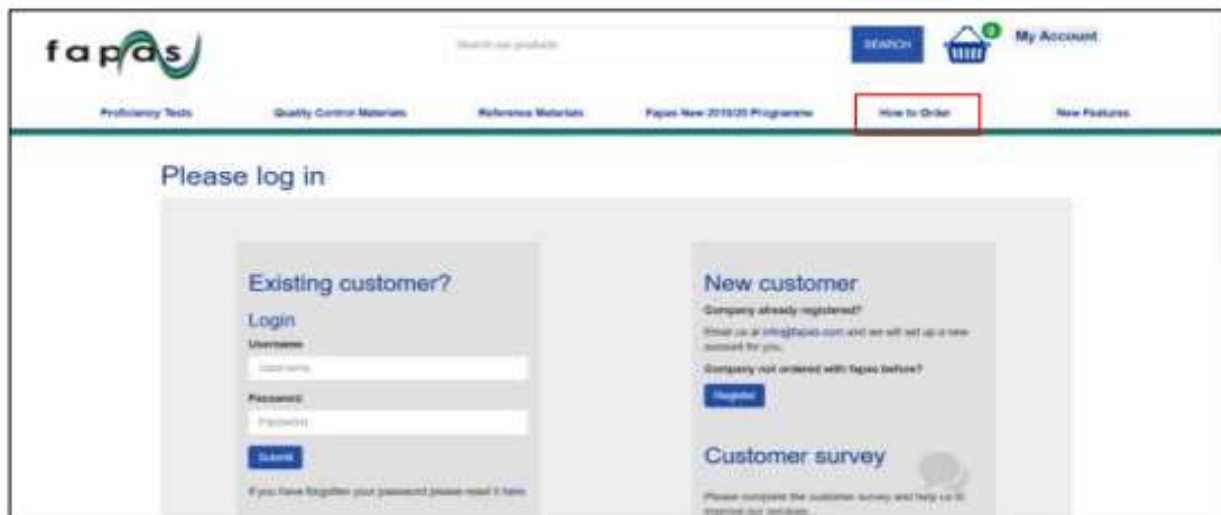 fapas
Search our products
SEARCH
0
My Account
Proficiency Tests
Quality Control Materials
Reference Materials
Fapas New 2019/20 Programme
How to Order
New Features
Please log in
Existing customer?
Login
Username
Username
Password
Password
Submit
If you have forgotten your password please reset it here
New customer
Company already registered?
Email us at info@fapas.com and we will set up a new
account for you.
Company not ordered with fapas before?
Register
Customer survey
Please complete the customer survey and help us to
improve our services